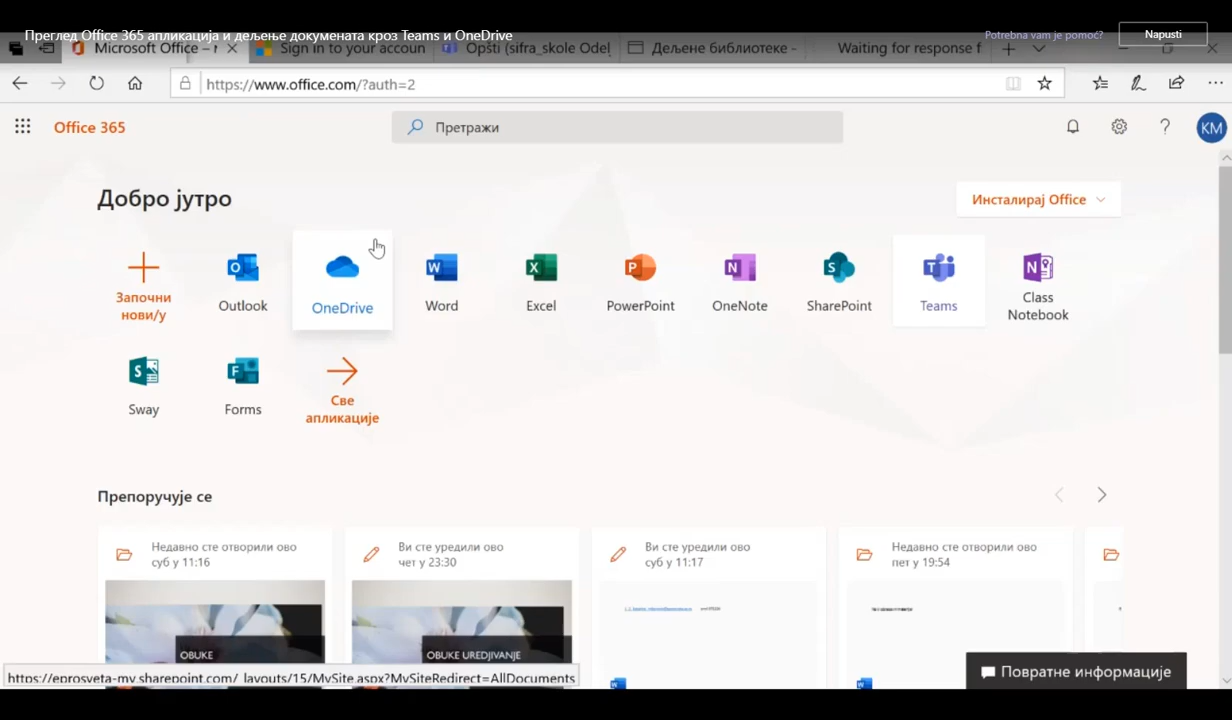 Преглед Office 365 апликација и дељење докумената кроз Teams и OneDrive
Potrebna vam je pomoć?
Napusti
Microsoft Office –
Sign in to your accoun
Opšti (sifra_skole Odel
Дељене библиотеке -
Waiting for response f
https://www.office.com/?auth=2
Office 365
Претражи
KM
Добро јутро
Инсталирај Office
Започни
нови/у
Outlook
OneDrive
Word
Excel
PowerPoint
OneNote
SharePoint
Teams
Class
Notebook
Sway
Forms
Све
апликације
Препоручује се
Недавно сте отворили ово
суб у 11:16
Ви сте уредили ово
чет у 23:30
Ви сте уредили ово
суб у 11:17
Недавно сте отворили ово
пет у 19:54
OBUKE
OBUKE UREDJIVANJE
https://eprosveta-my.sharepoint.com/_layouts/15/MySite.aspx?MySiteRedirect=AllDocuments
Повратне информације